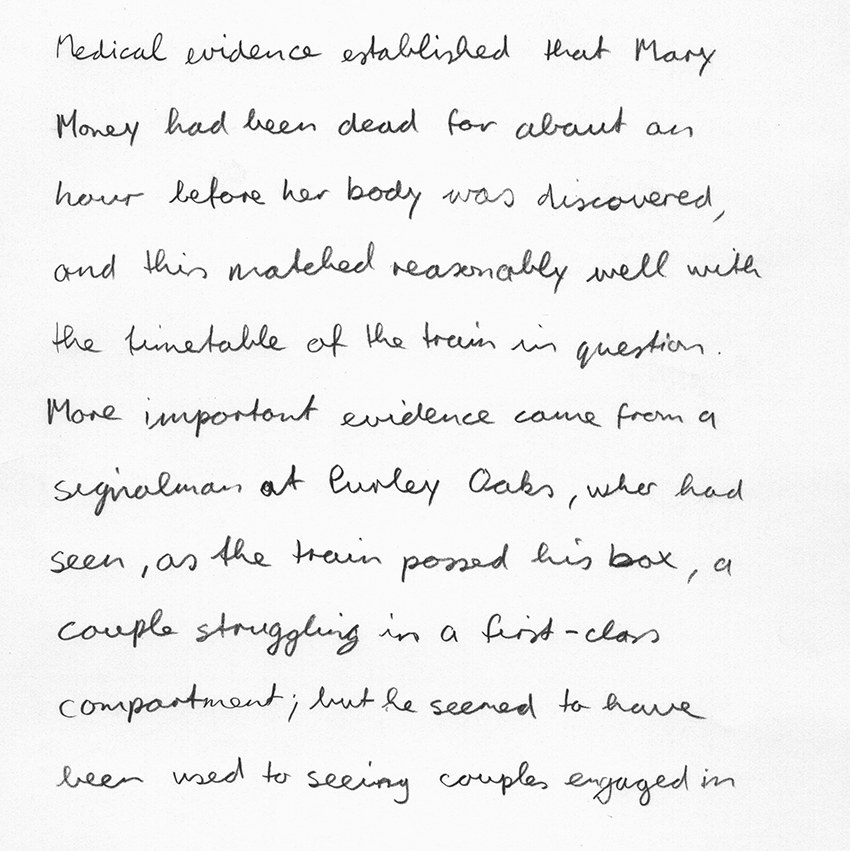 Medical evidence established that Mary
Money had been dead for about an
hour before her body was discovered,
and this matched reasonably well with
the timetable of the train in question.
More important evidence came from a
signalman at Purley Oaks, who had
seen, as the train passed his box, a
couple struggling in a first-class
compartment; but he seemed to have
been used to seeing couples engaged in